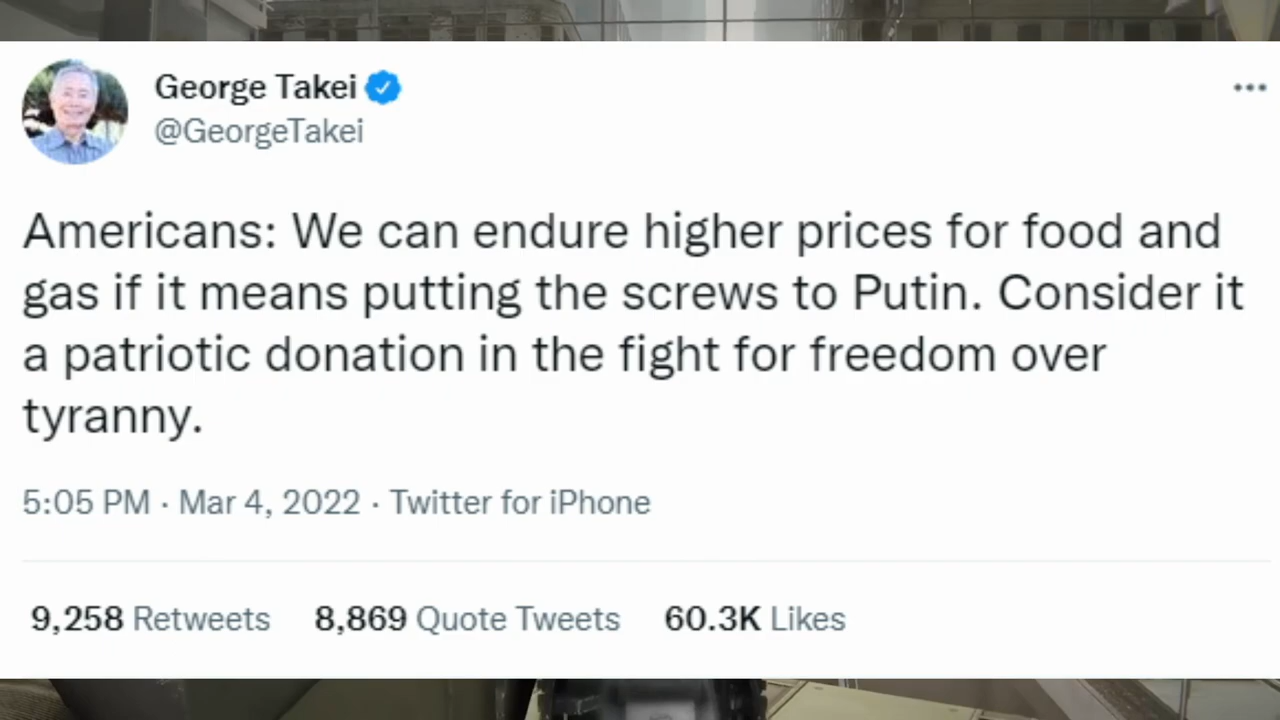 George Takei
@GeorgeTakei
Americans: We can endure higher prices for food and
gas if it means putting the screws to Putin. Consider it
a patriotic donation in the fight for freedom over
tyranny.
5:05 PM · Mar 4, 2022 · Twitter for iPhone
9,258 Retweets 8,869 Quote Tweets 60.3K Likes